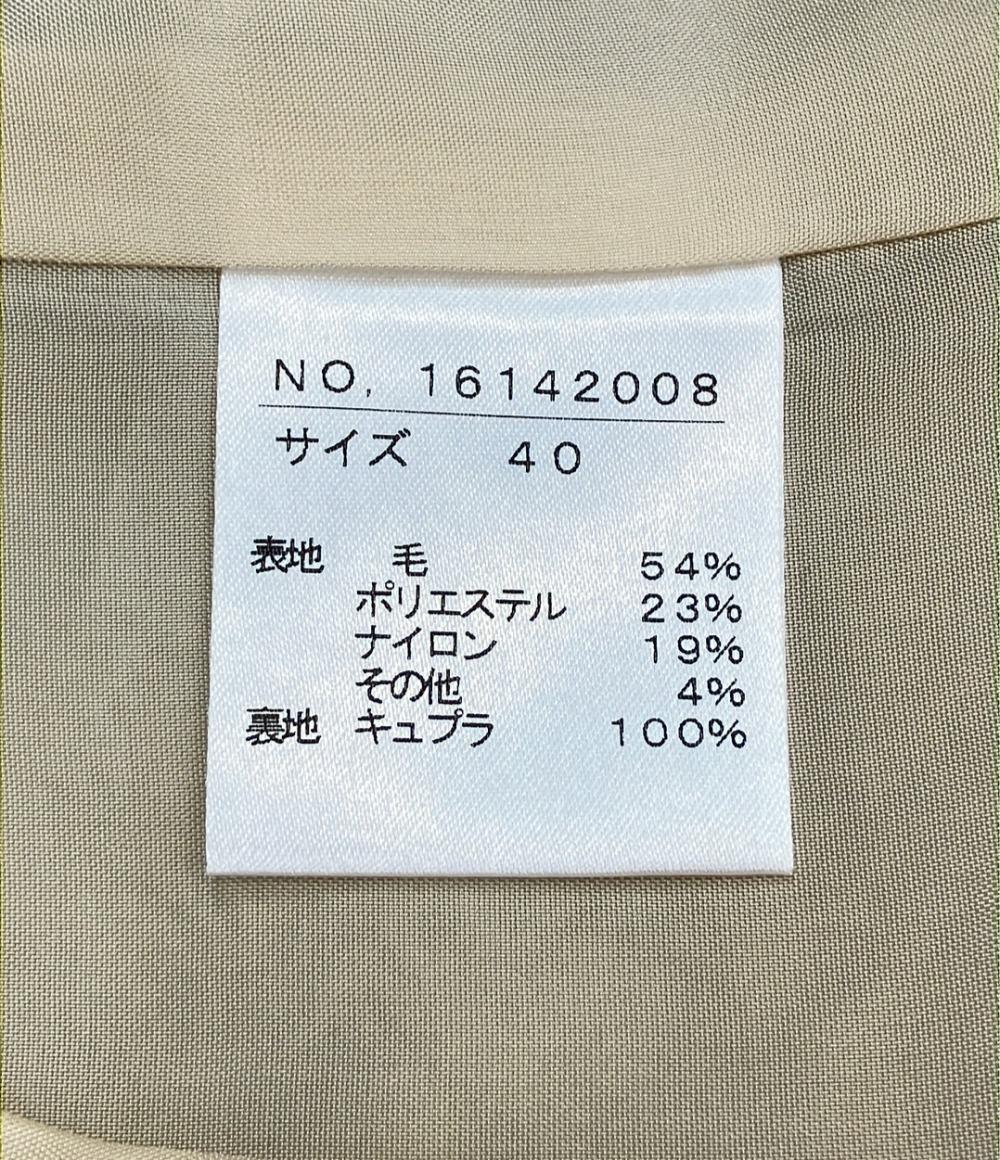 NO. 16142008
サイズ 40
表地 毛 54%
ポリエステル 23%
ナイロン 19%
その他 4%
裏地 キュプラ 100%